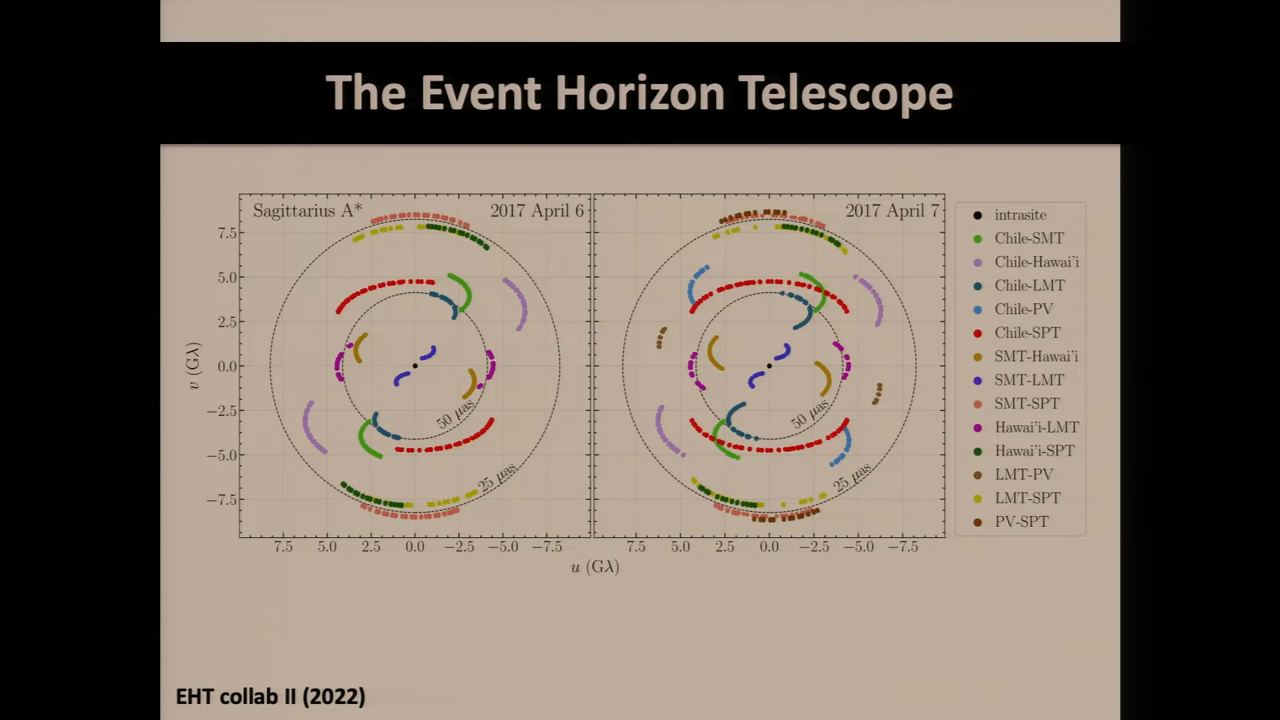 The Event Horizon Telescope
Sagittarius A*
2017 April 6
2017 April 7
7.5
5.0
2.5
0.0
−2.5
−5.0
−7.5
v (Gλ)
50 μas
25 μas
50 μas
25 μas
7.5 5.0 2.5 0.0 −2.5 −5.0 −7.5
7.5 5.0 2.5 0.0 −2.5 −5.0 −7.5
u (Gλ)
intrasite
Chile-SMT
Chile-Hawai'i
Chile-LMT
Chile-PV
Chile-SPT
SMT-Hawai'i
SMT-LMT
SMT-SPT
Hawai'i-LMT
Hawai'i-SPT
LMT-PV
LMT-SPT
PV-SPT
EHT collab II (2022)